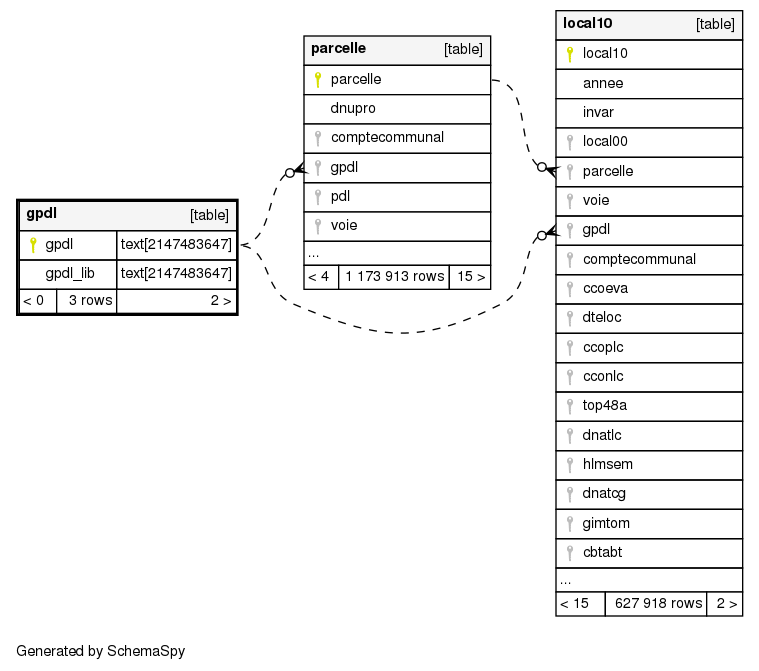 gpdl [table]
gpdl text[2147483647]
gpdl_lib text[2147483647]
< 0 3 rows 2 >
parcelle [table]
parcelle
dnupro
comptecommunal
gpdl
pdl
voie
...
< 4 1 173 913 rows 15 >
local10 [table]
local10
annee
invar
local00
parcelle
voie
gpdl
comptecommunal
ccoeva
dteloc
ccoplc
cconlc
top48a
dnatlc
hlmsem
dnatcg
gimtom
cbtabt
...
< 15 627 918 rows 2 >
Generated by SchemaSpy